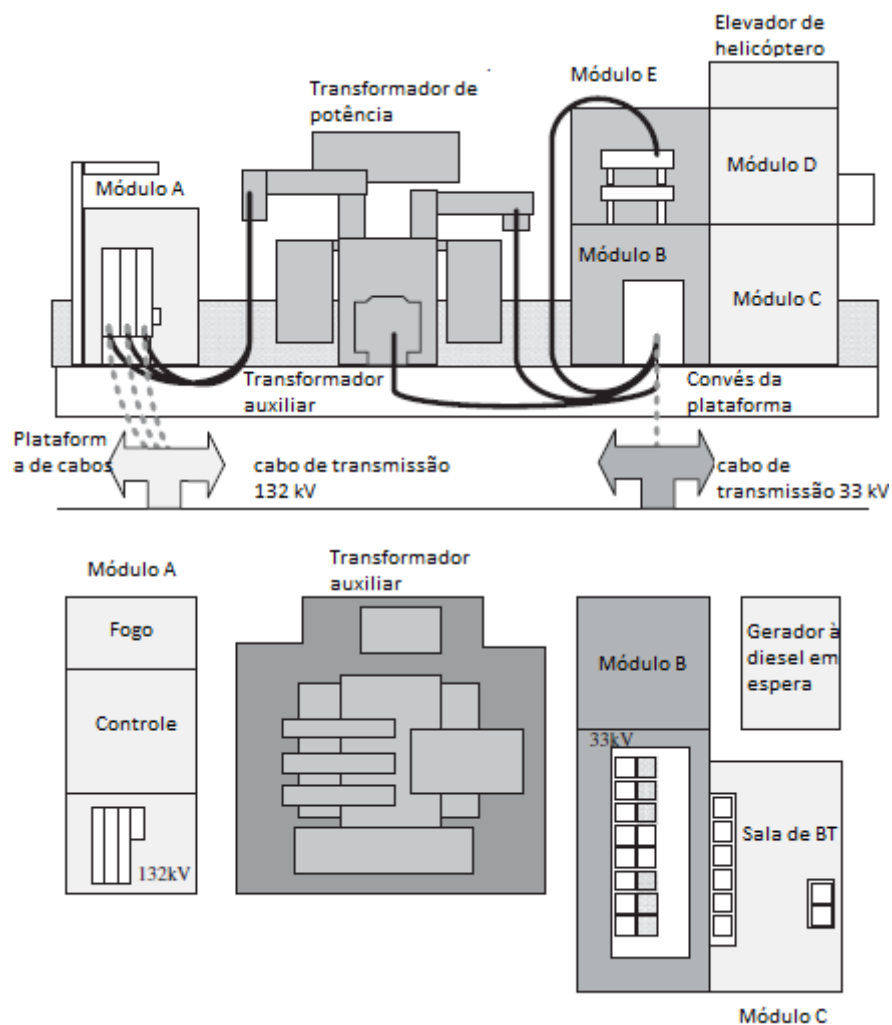 Elevador de
helicóptero
Módulo E
Transformador de
potência
Módulo D
Módulo A
Módulo B
Módulo C
Transformador
auxiliar
Convés da
plataforma
Plataform
a de cabos
cabo de transmissão
132 kV
cabo de
transmissão 33 kV
Módulo A
Transformador
auxiliar
Fogo
Controle
132kV
Módulo B
33kV
Gerador à
diesel em
espera
Sala de BT
Módulo C